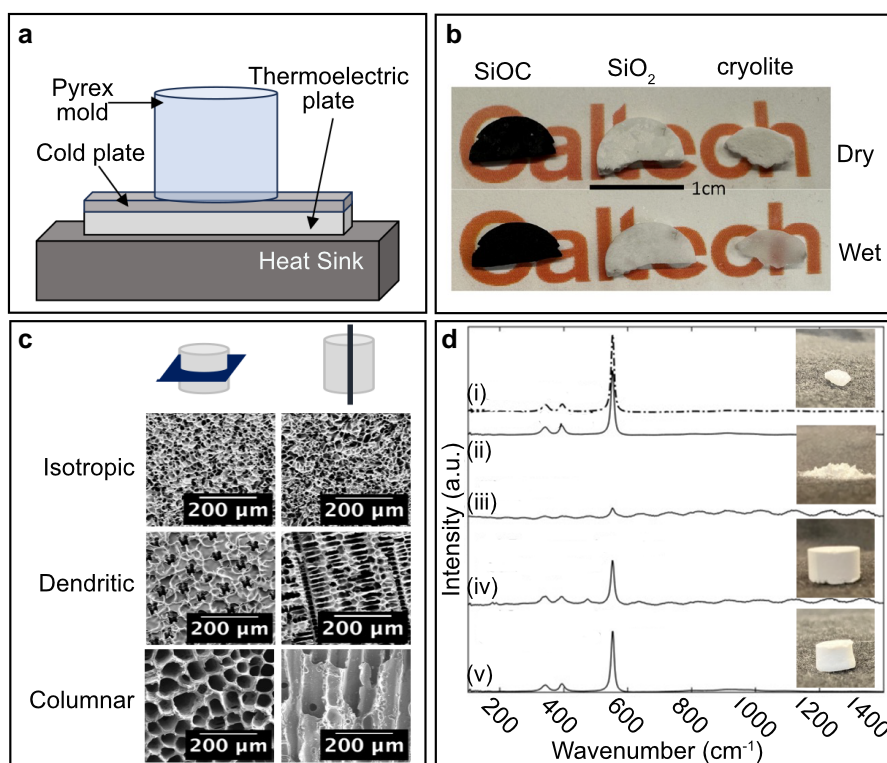 a
Pyrex
mold
Thermoelectric
plate
Cold plate
Heat Sink
b
SiOC
SiO₂
cryolite
Caltech
1cm
Dry
Caltech
Wet
c
Isotropic
200 µm
200 µm
Dendritic
200 µm
200 µm
Columnar
200 µm
200 µm
d
Intensity (a.u.)
(i)
(ii)
(iii)
(iv)
(v)
200
400
600
800
1000
1200
1400
Wavenumber (cm⁻¹)